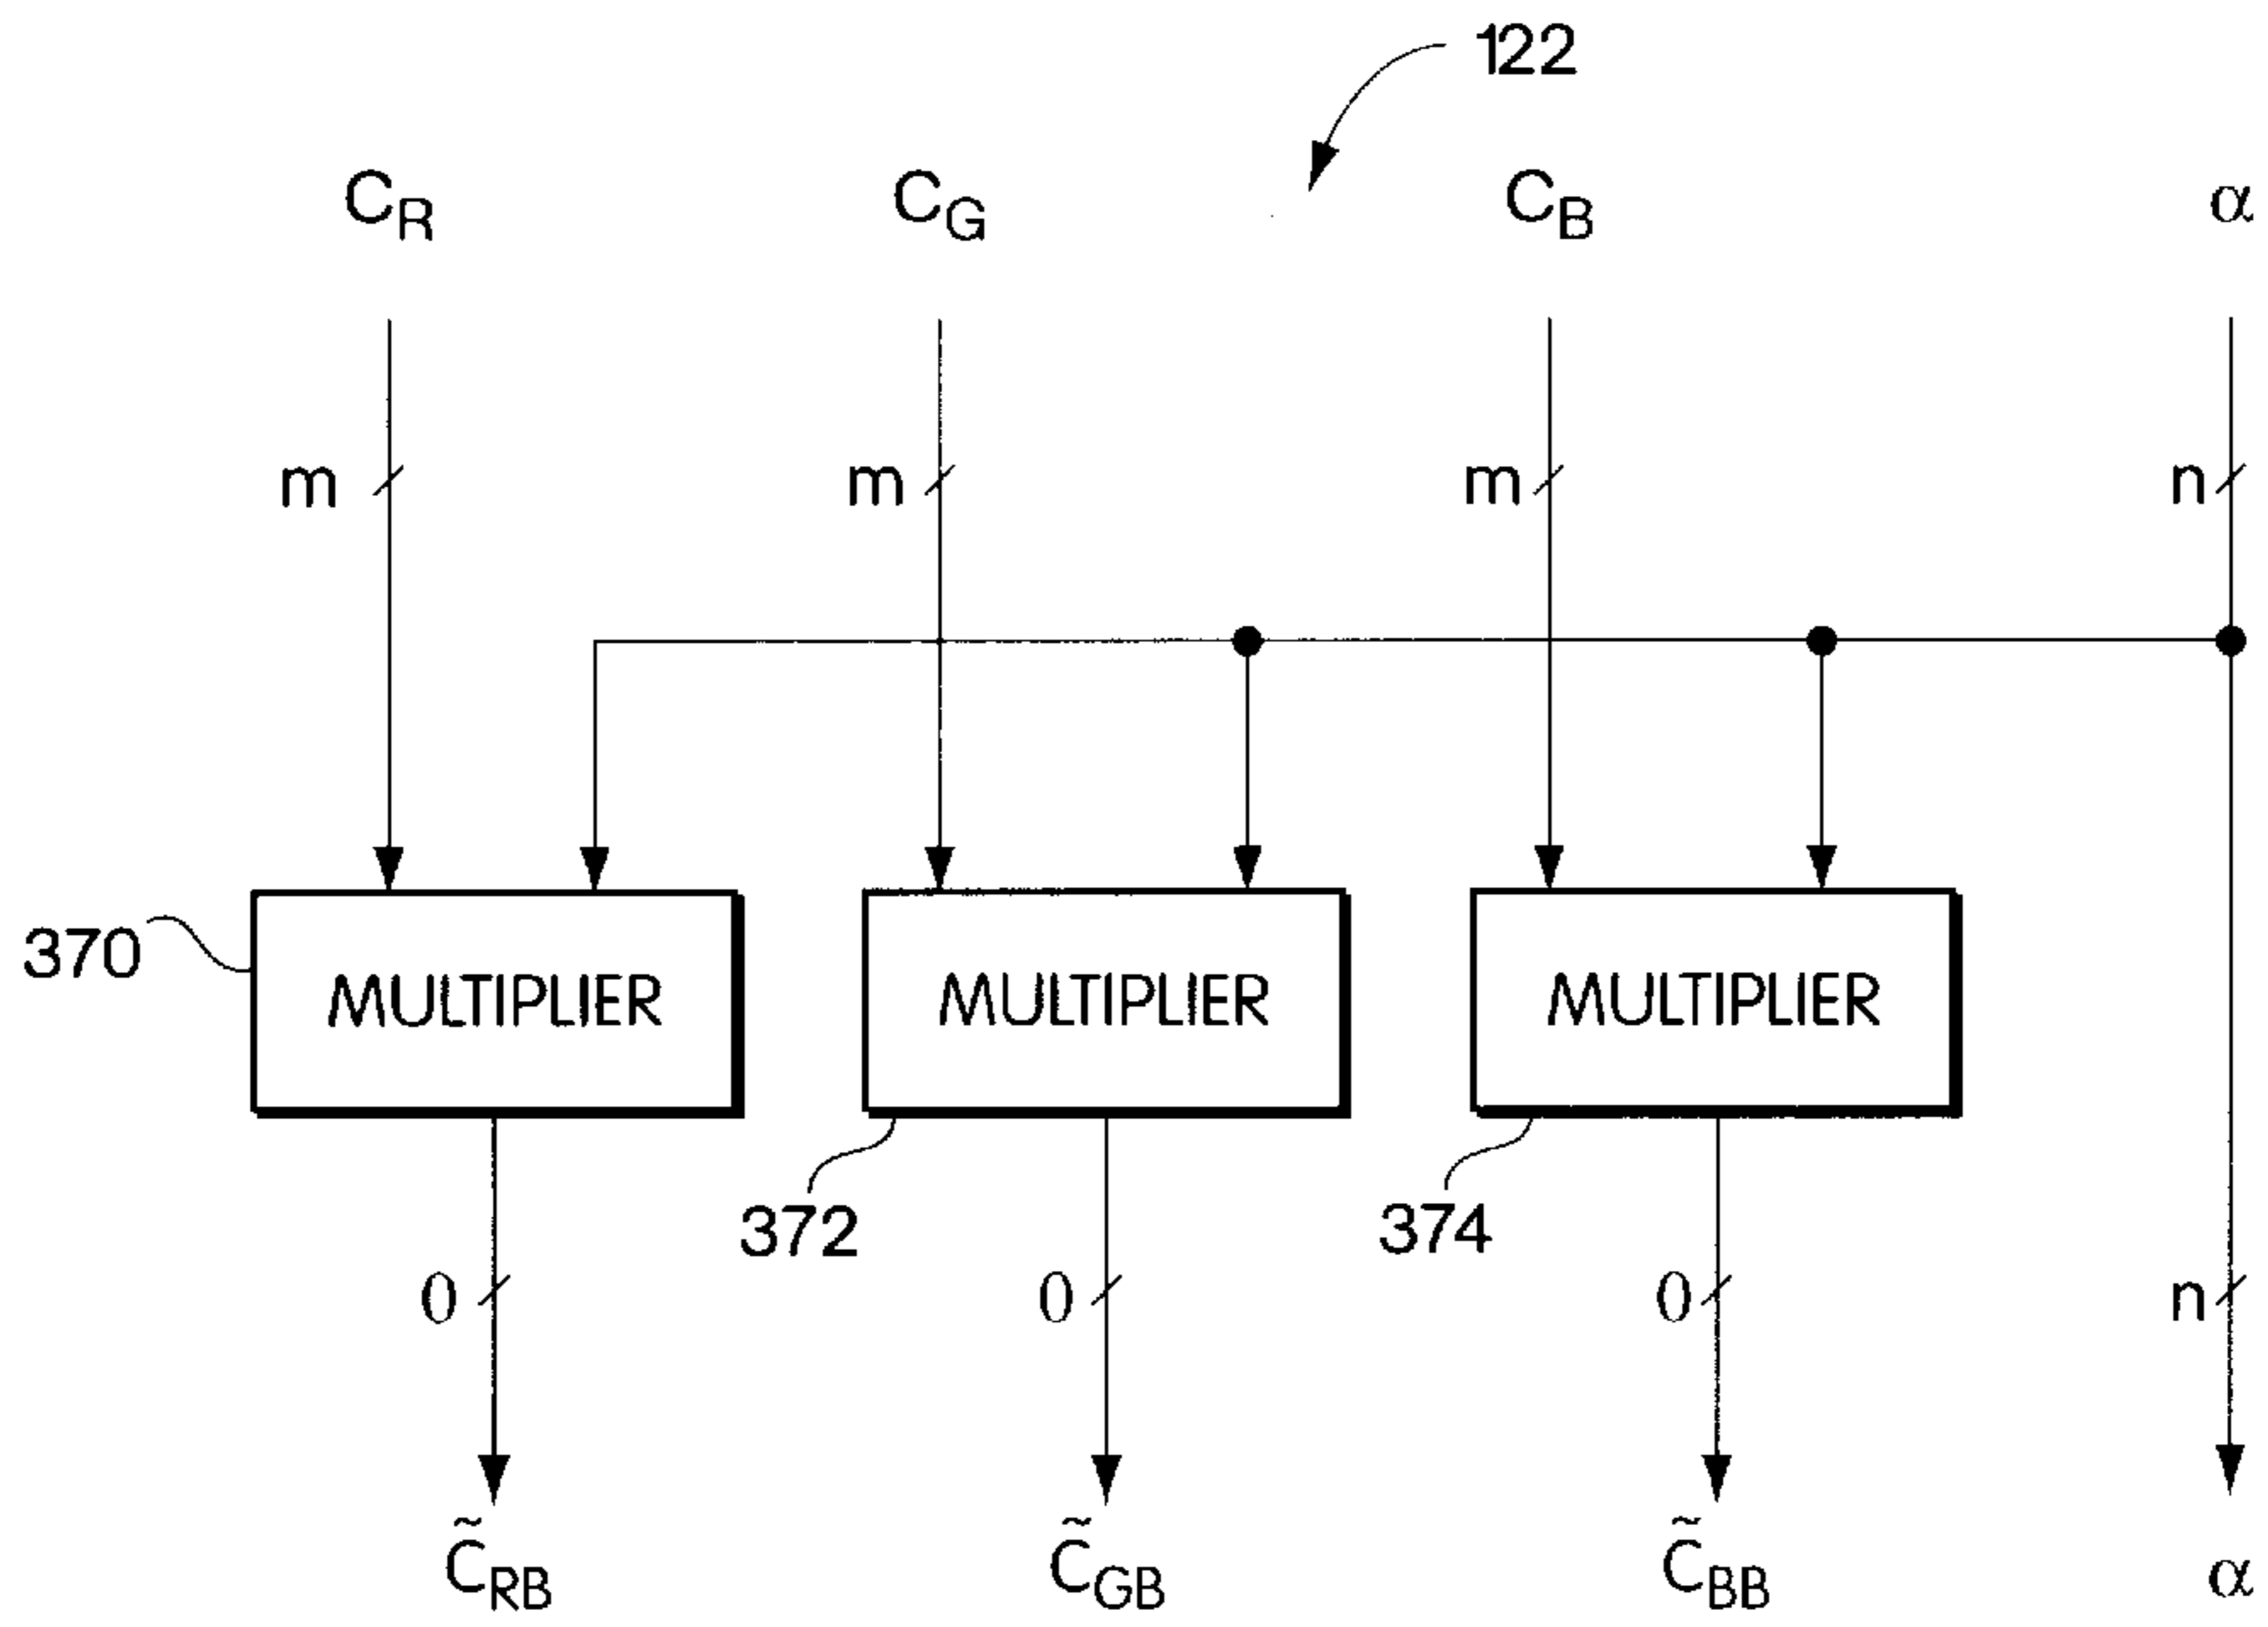 122
C_R C_G C_B α
m m m n
370
MULTIPLIER MULTIPLIER MULTIPLIER
372 374
0 0 0 n
C̃_RB C̃_GB C̃_BB α